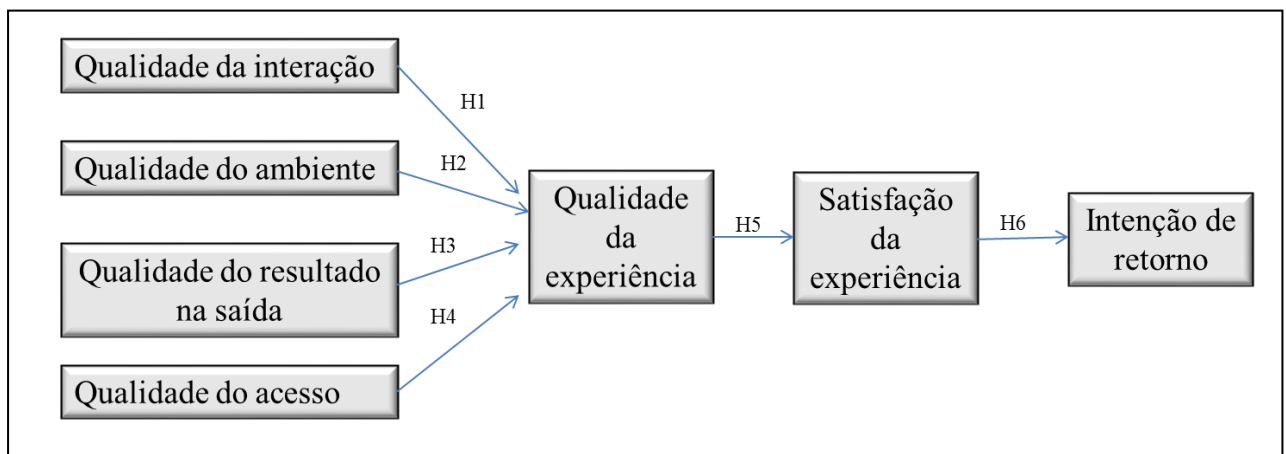 Qualidade da interação
H1
Qualidade do ambiente
H2
Qualidade do resultado
na saída
H3
Qualidade do acesso
H4
Qualidade
da
experiência
H5
Satisfação
da
experiência
H6
Intenção de
retorno